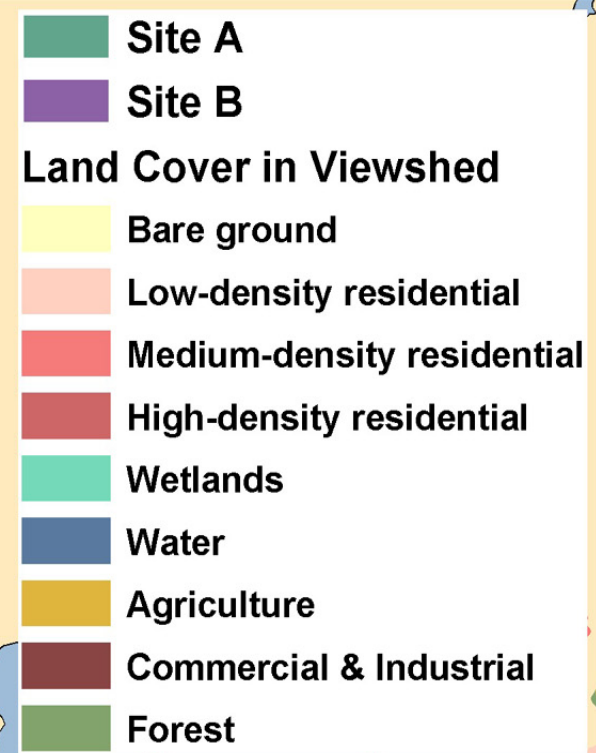 Site A
Site B
Land Cover in Viewshed
Bare ground
Low-density residential
Medium-density residential
High-density residential
Wetlands
Water
Agriculture
Commercial & Industrial
Forest